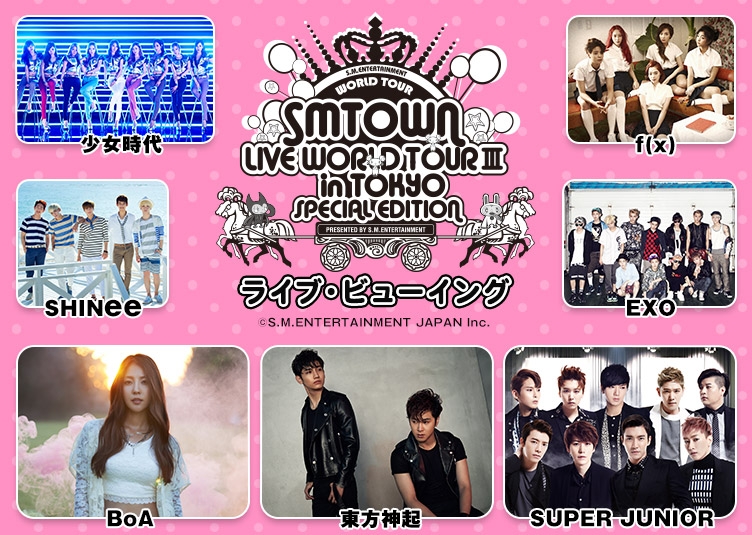 S.M.ENTERTAINMENT
WORLD TOUR
SMTOWN
LIVE WORLD TOUR III
in TOKYO
SPECIAL EDITION
PRESENTED BY S.M.ENTERTAINMENT
ライブ・ビューイング
©S.M.ENTERTAINMENT JAPAN Inc.
少女時代
f(x)
SHINee
EXO
BoA
東方神起
SUPER JUNIOR